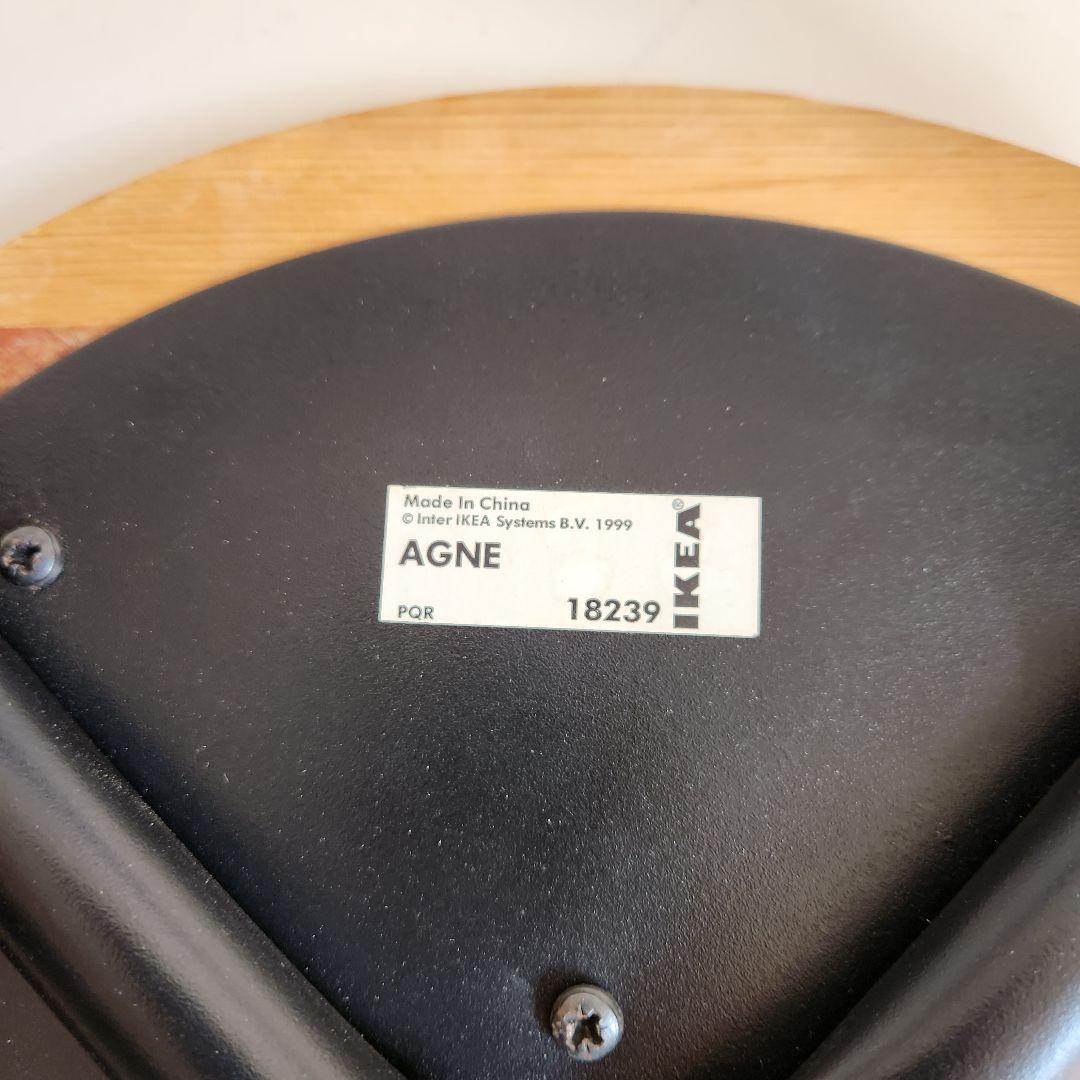 Made In China
© Inter IKEA Systems B.V. 1999
AGNE
PQR
18239
IKEA®